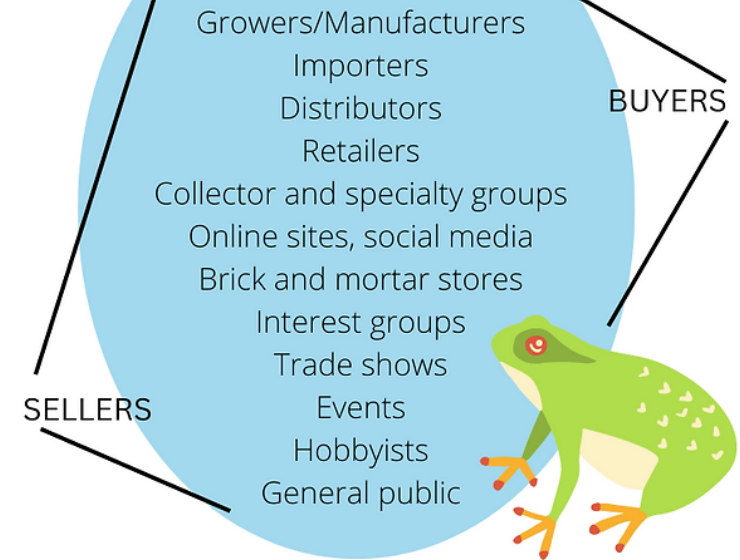 Growers/Manufacturers
Importers
BUYERS
Distributors
Retailers
Collector and specialty groups
Online sites, social media
Brick and mortar stores
Interest groups
Trade shows
SELLERS
Events
Hobbyists
General public